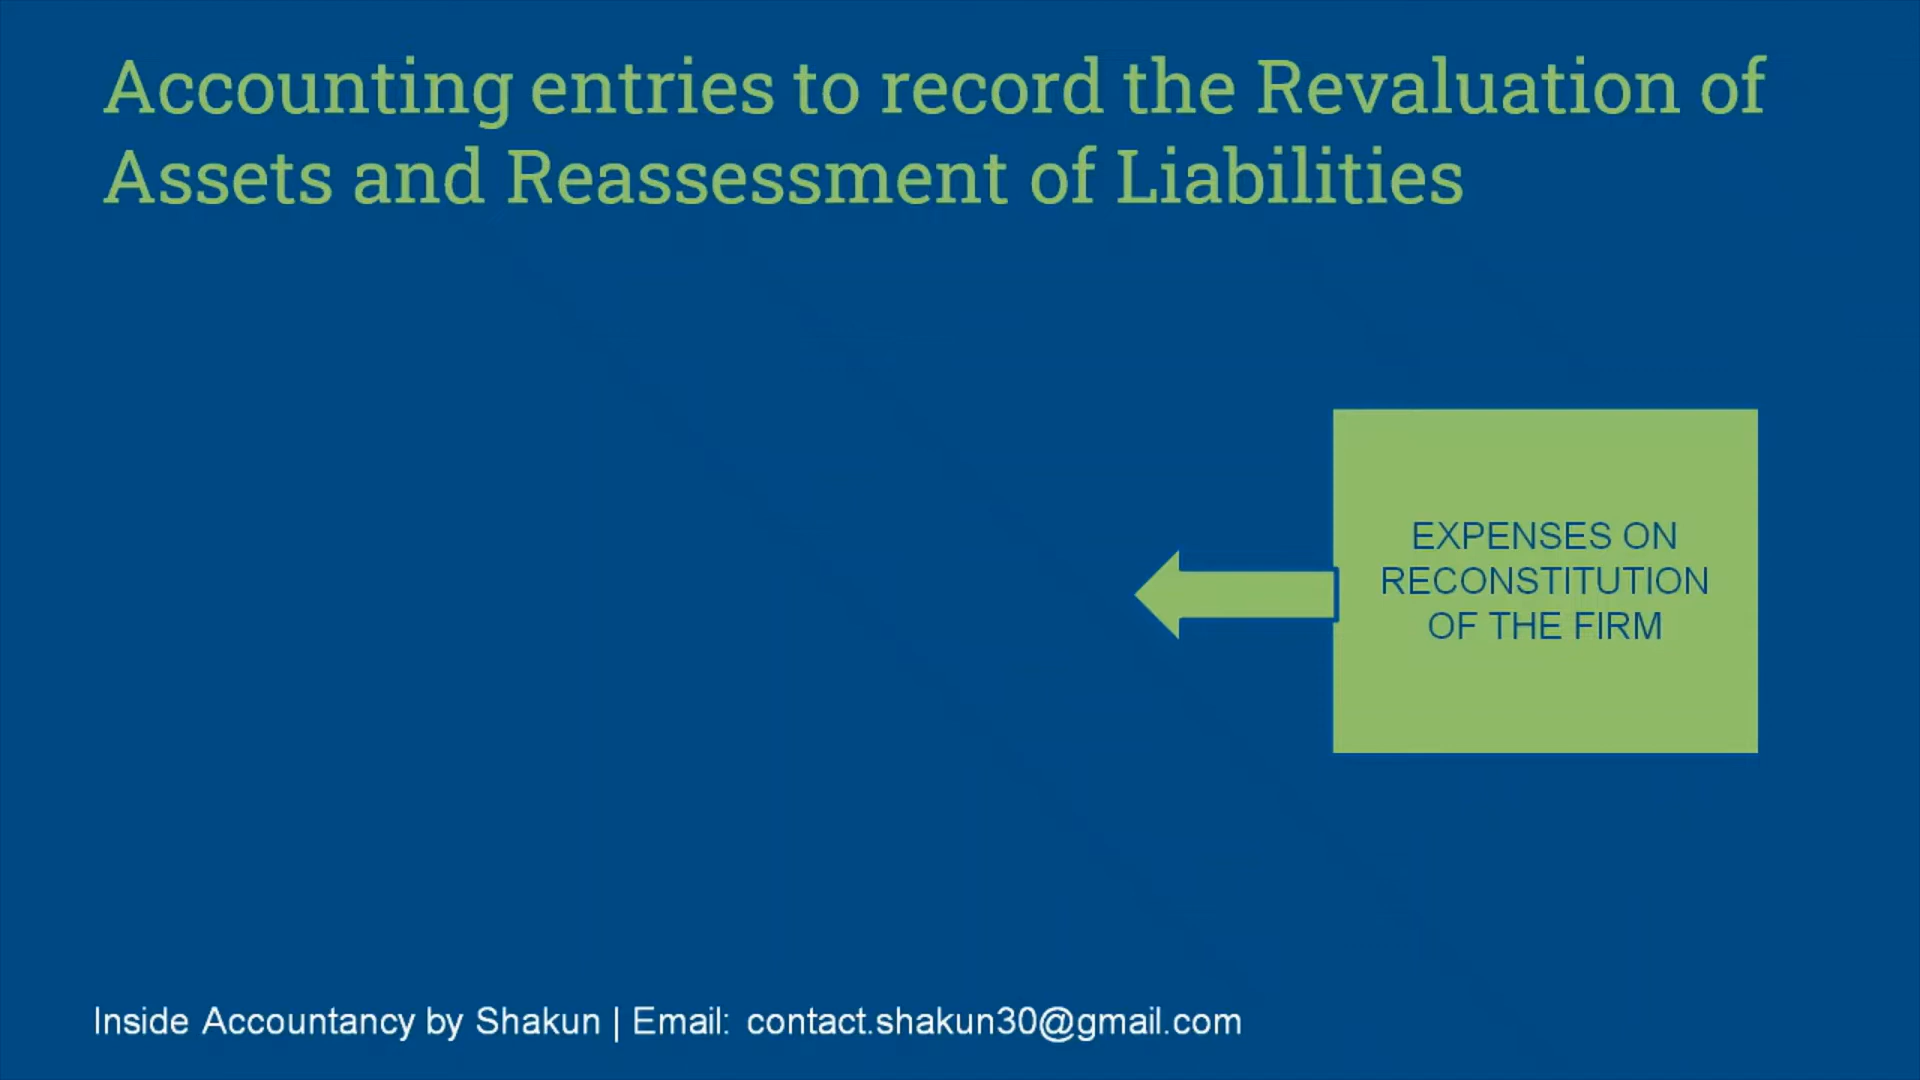 Accounting entries to record the Revaluation of
Assets and Reassessment of Liabilities
EXPENSES ON
RECONSTITUTION
OF THE FIRM
Inside Accountancy by Shakun | Email: contact.shakun30@gmail.com